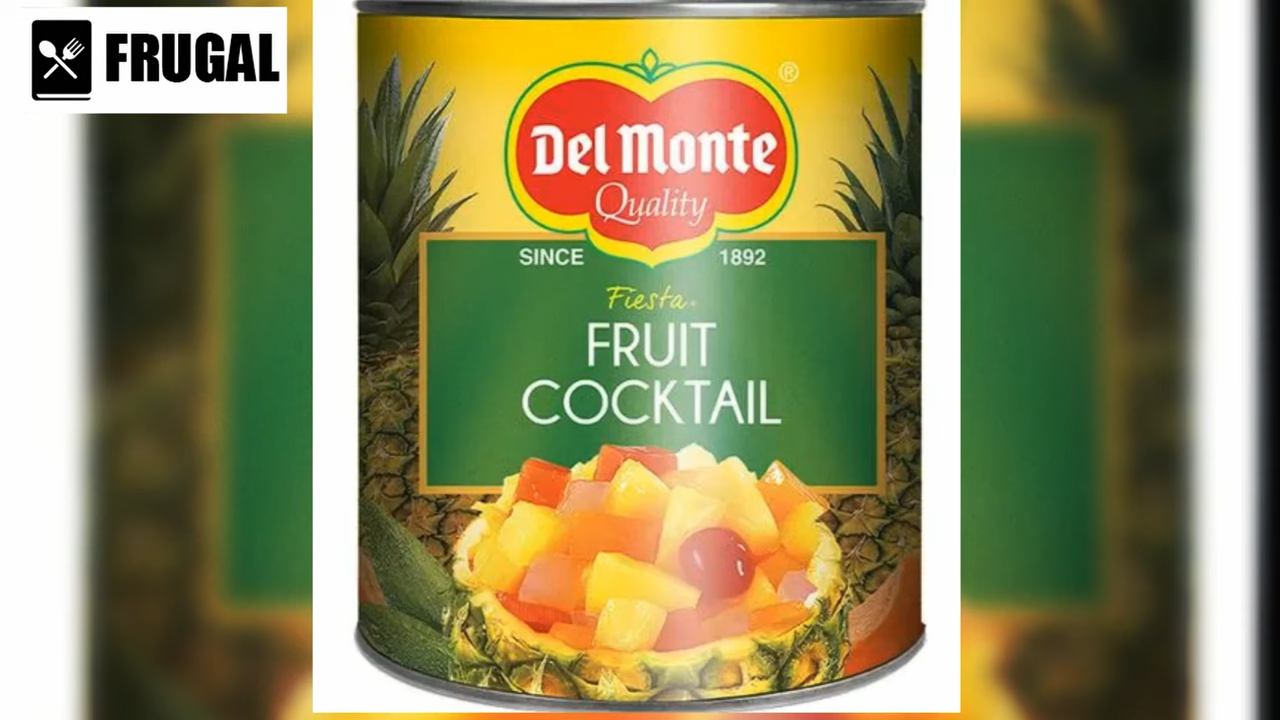 FRUGAL
®
Del Monte
Quality
SINCE 1892
Fiesta
FRUIT
COCKTAIL